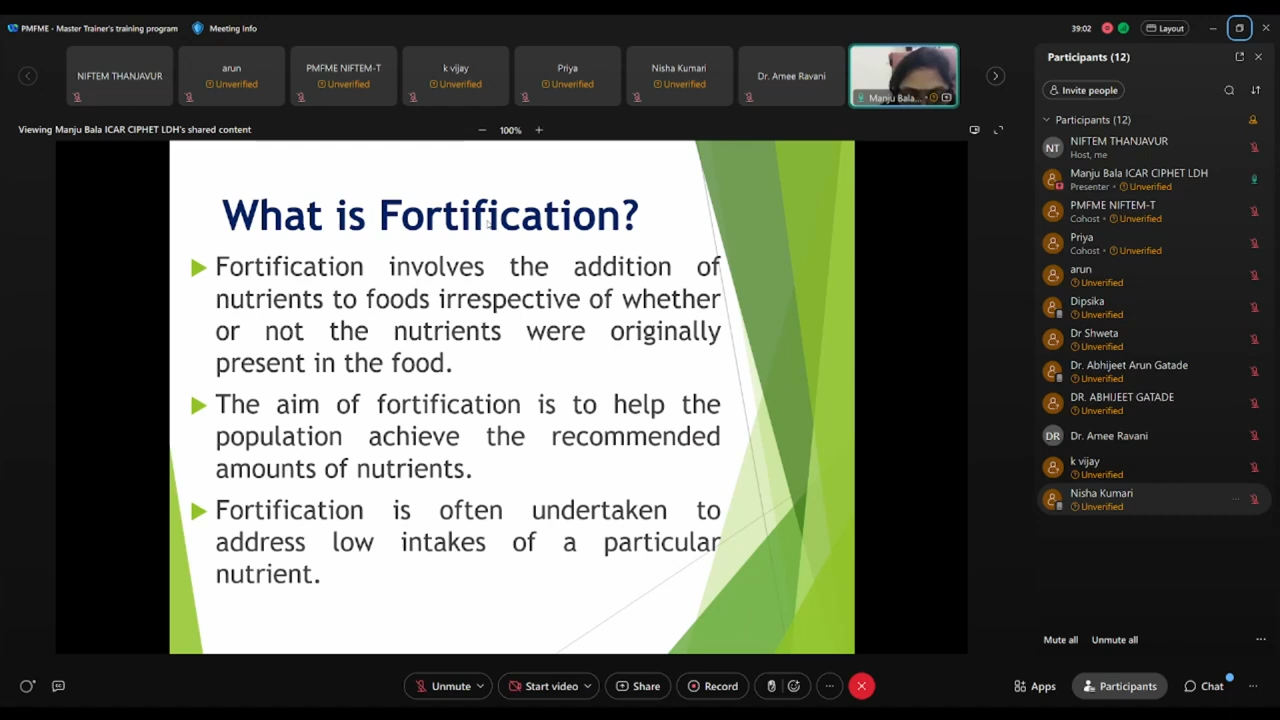 PMFME - Master Trainer's training program
Meeting Info
39:02
Layout
NIFTEM THANJAVUR
arun
Unverified
PMFME NIFTEM-T
Unverified
k vijay
Unverified
Priya
Unverified
Nisha Kumari
Unverified
Dr. Amee Ravani
Manju Bala...
Viewing Manju Bala ICAR CIPHET LDH's shared content
100%
What is Fortification?
Fortification involves the addition of
nutrients to foods irrespective of whether
or not the nutrients were originally
present in the food.
The aim of fortification is to help the
population achieve the recommended
amounts of nutrients.
Fortification is often undertaken to
address low intakes of a particular
nutrient.
Participants (12)
Invite people
Participants (12)
NT
NIFTEM THANJAVUR
Host, me
Manju Bala ICAR CIPHET LDH
Presenter • Unverified
PMFME NIFTEM-T
Cohost • Unverified
Priya
Cohost • Unverified
arun
Unverified
Dipsika
Unverified
Dr Shweta
Unverified
Dr. Abhijeet Arun Gatade
Unverified
DR. ABHIJEET GATADE
Unverified
DR
Dr. Amee Ravani
k vijay
Unverified
Nisha Kumari
Unverified
Mute all
Unmute all
Unmute
Start video
Share
Record
Apps
Participants
Chat